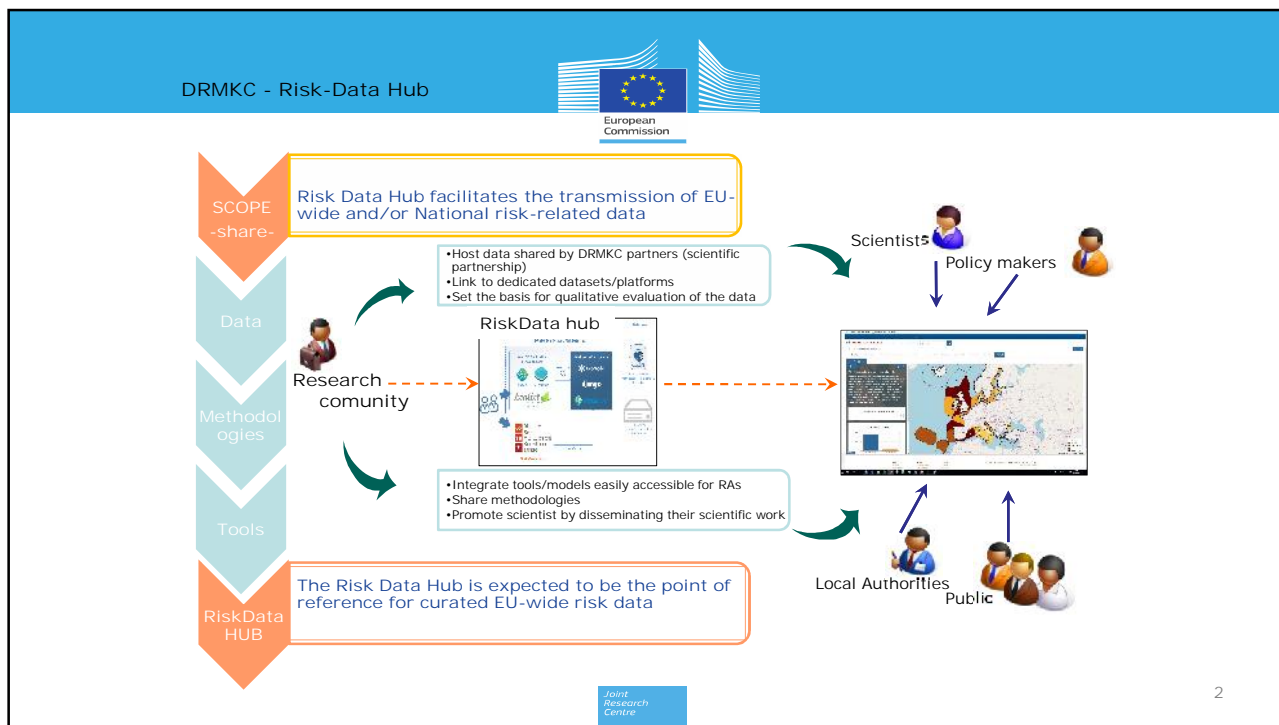 DRMKC - Risk-Data Hub
European
Commission
SCOPE
-share-
Risk Data Hub facilitates the transmission of EU-
wide and/or National risk-related data
•Host data shared by DRMKC partners (scientific
partnership)
•Link to dedicated datasets/platforms
•Set the basis for qualitative evaluation of the data
Scientists
Policy makers
Data
RiskData hub
Research
comunity
Methodol
ogies
•Integrate tools/models easily accessible for RAs
•Share methodologies
•Promote scientist by disseminating their scientific work
Tools
Local Authorities
Public
The Risk Data Hub is expected to be the point of
reference for curated EU-wide risk data
RiskData
HUB
Joint
Research
Centre
2